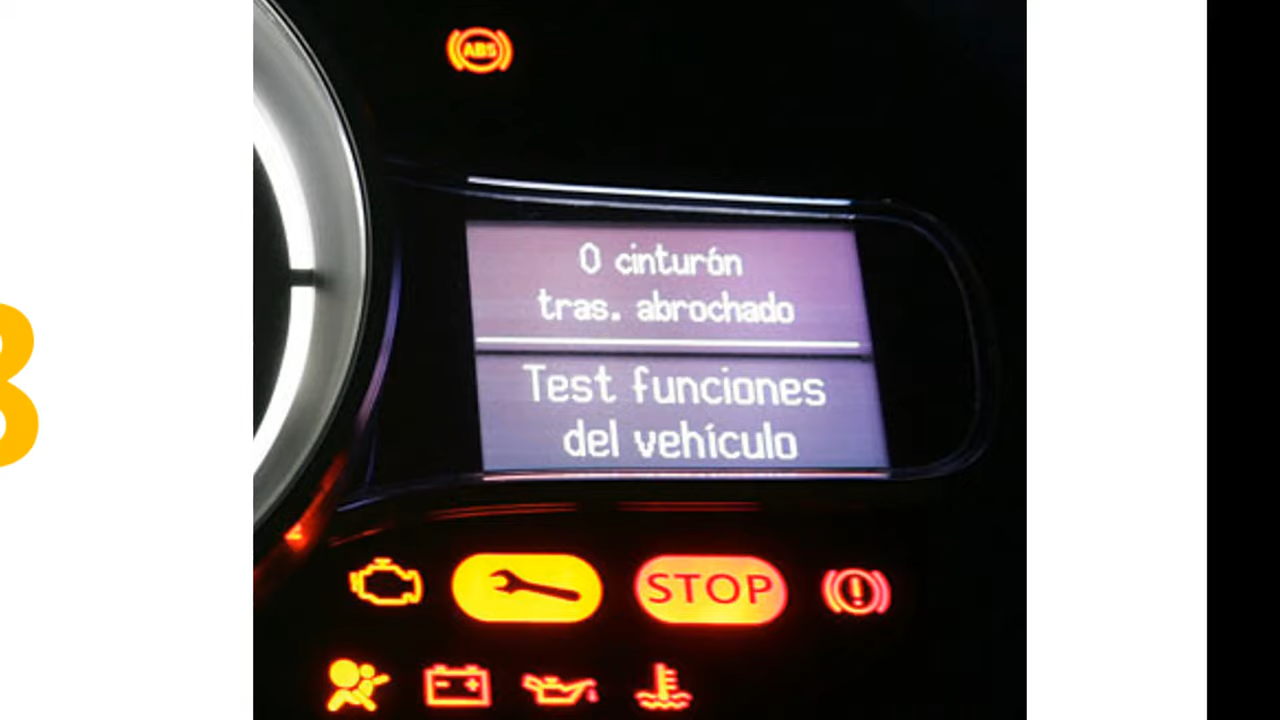 ABS
0 cinturón
tras. abrochado
Test funciones
del vehículo
STOP